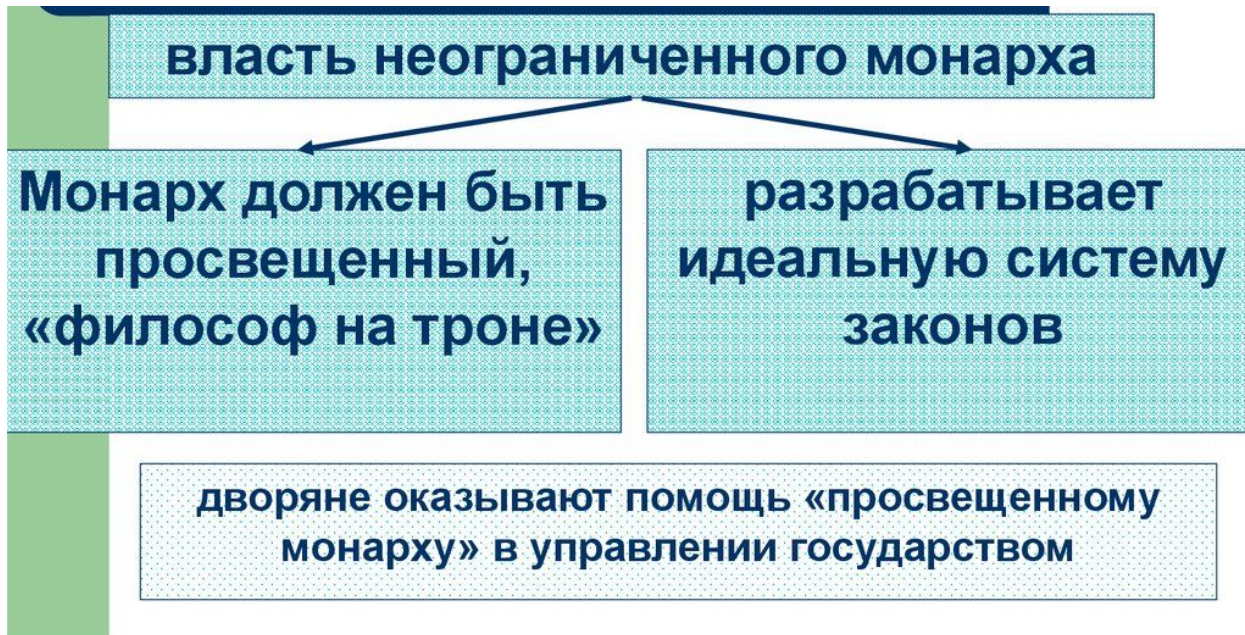 власть неограниченного монарха
Монарх должен быть
просвещенный,
«философ на троне»
разрабатывает
идеальную систему
законов
дворяне оказывают помощь «просвещенному
монарху» в управлении государством